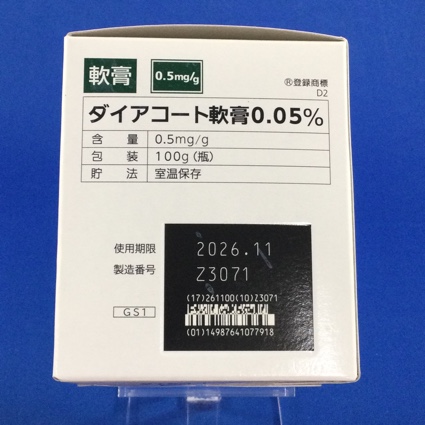 軟膏 0.5mg/g
®登録商標
D2
ダイアコート軟膏0.05%
含量 0.5mg/g
包装 100g(瓶)
貯法 室温保存
使用期限 2026.11
製造番号 Z3071
(17)261100(10)Z3071
GS1
(01)14987641077918